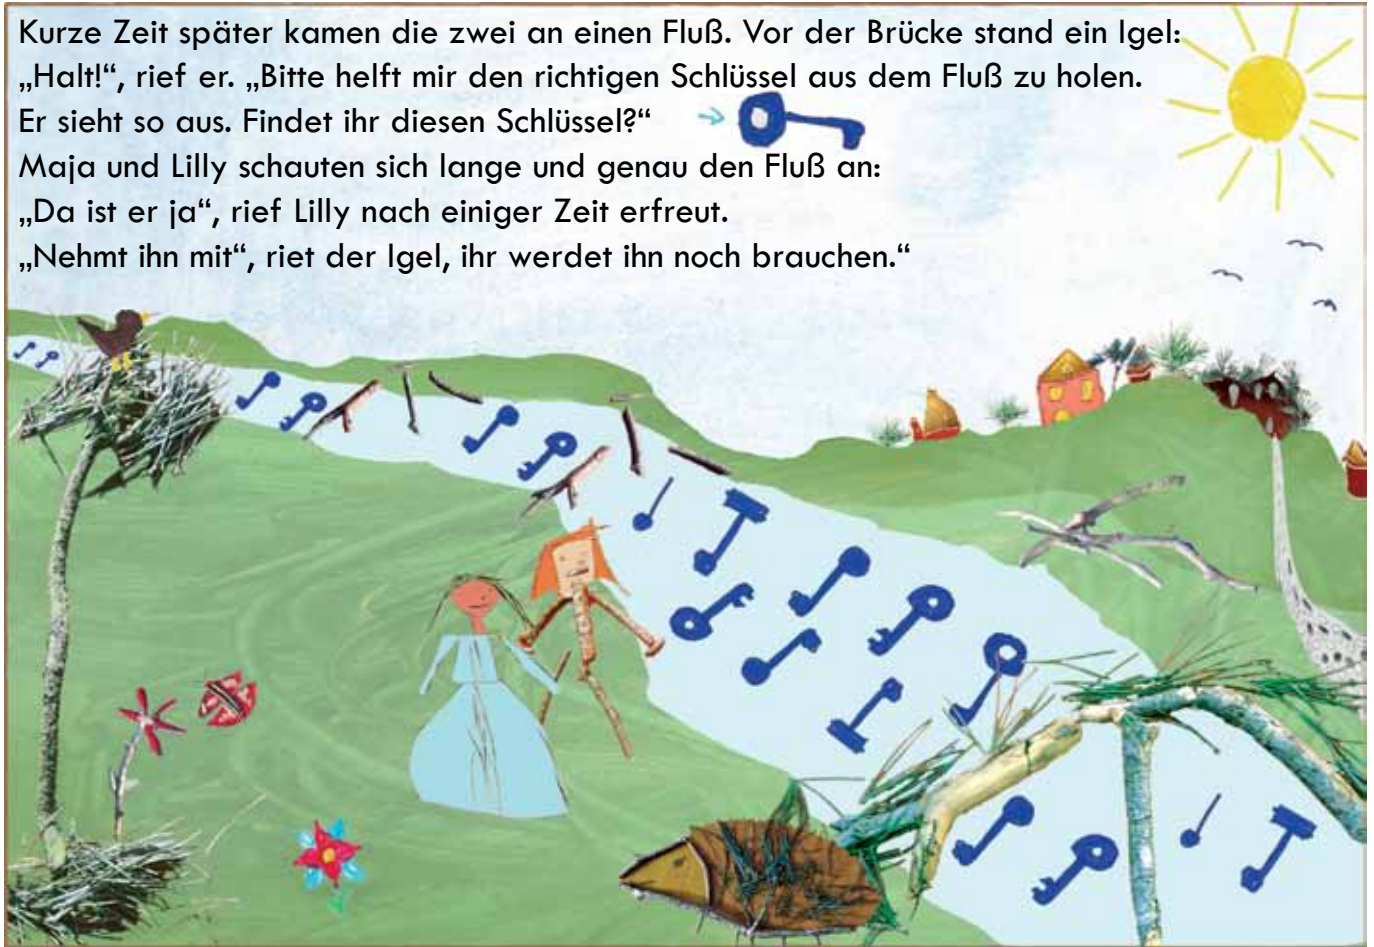 Kurze Zeit später kamen die zwei an einen Fluß. Vor der Brücke stand ein Igel:
„Halt!“, rief er. „Bitte helft mir den richtigen Schlüssel aus dem Fluß zu holen.
Er sieht so aus. Findet ihr diesen Schlüssel?“
Maja und Lilly schauten sich lange und genau den Fluß an:
„Da ist er ja“, rief Lilly nach einiger Zeit erfreut.
„Nehmt ihn mit“, riet der Igel, ihr werdet ihn noch brauchen.“